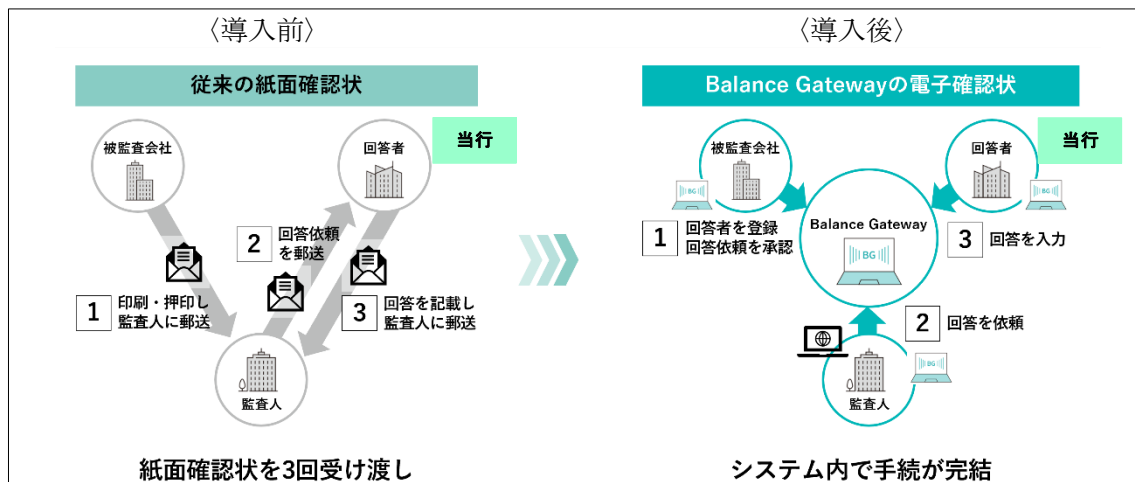 〈導入前〉
従来の紙面確認状
被監査会社
回答者
当行
1
印刷・押印し
監査人に郵送
2
回答依頼
を郵送
3
回答を記載し
監査人に郵送
監査人
紙面確認状を3回受け渡し
〈導入後〉
Balance Gatewayの電子確認状
被監査会社
BG
回答者
当行
BG
1
回答者を登録
回答依頼を承認
Balance Gateway
BG
3
回答を入力
2
回答を依頼
監査人
BG
システム内で手続が完結